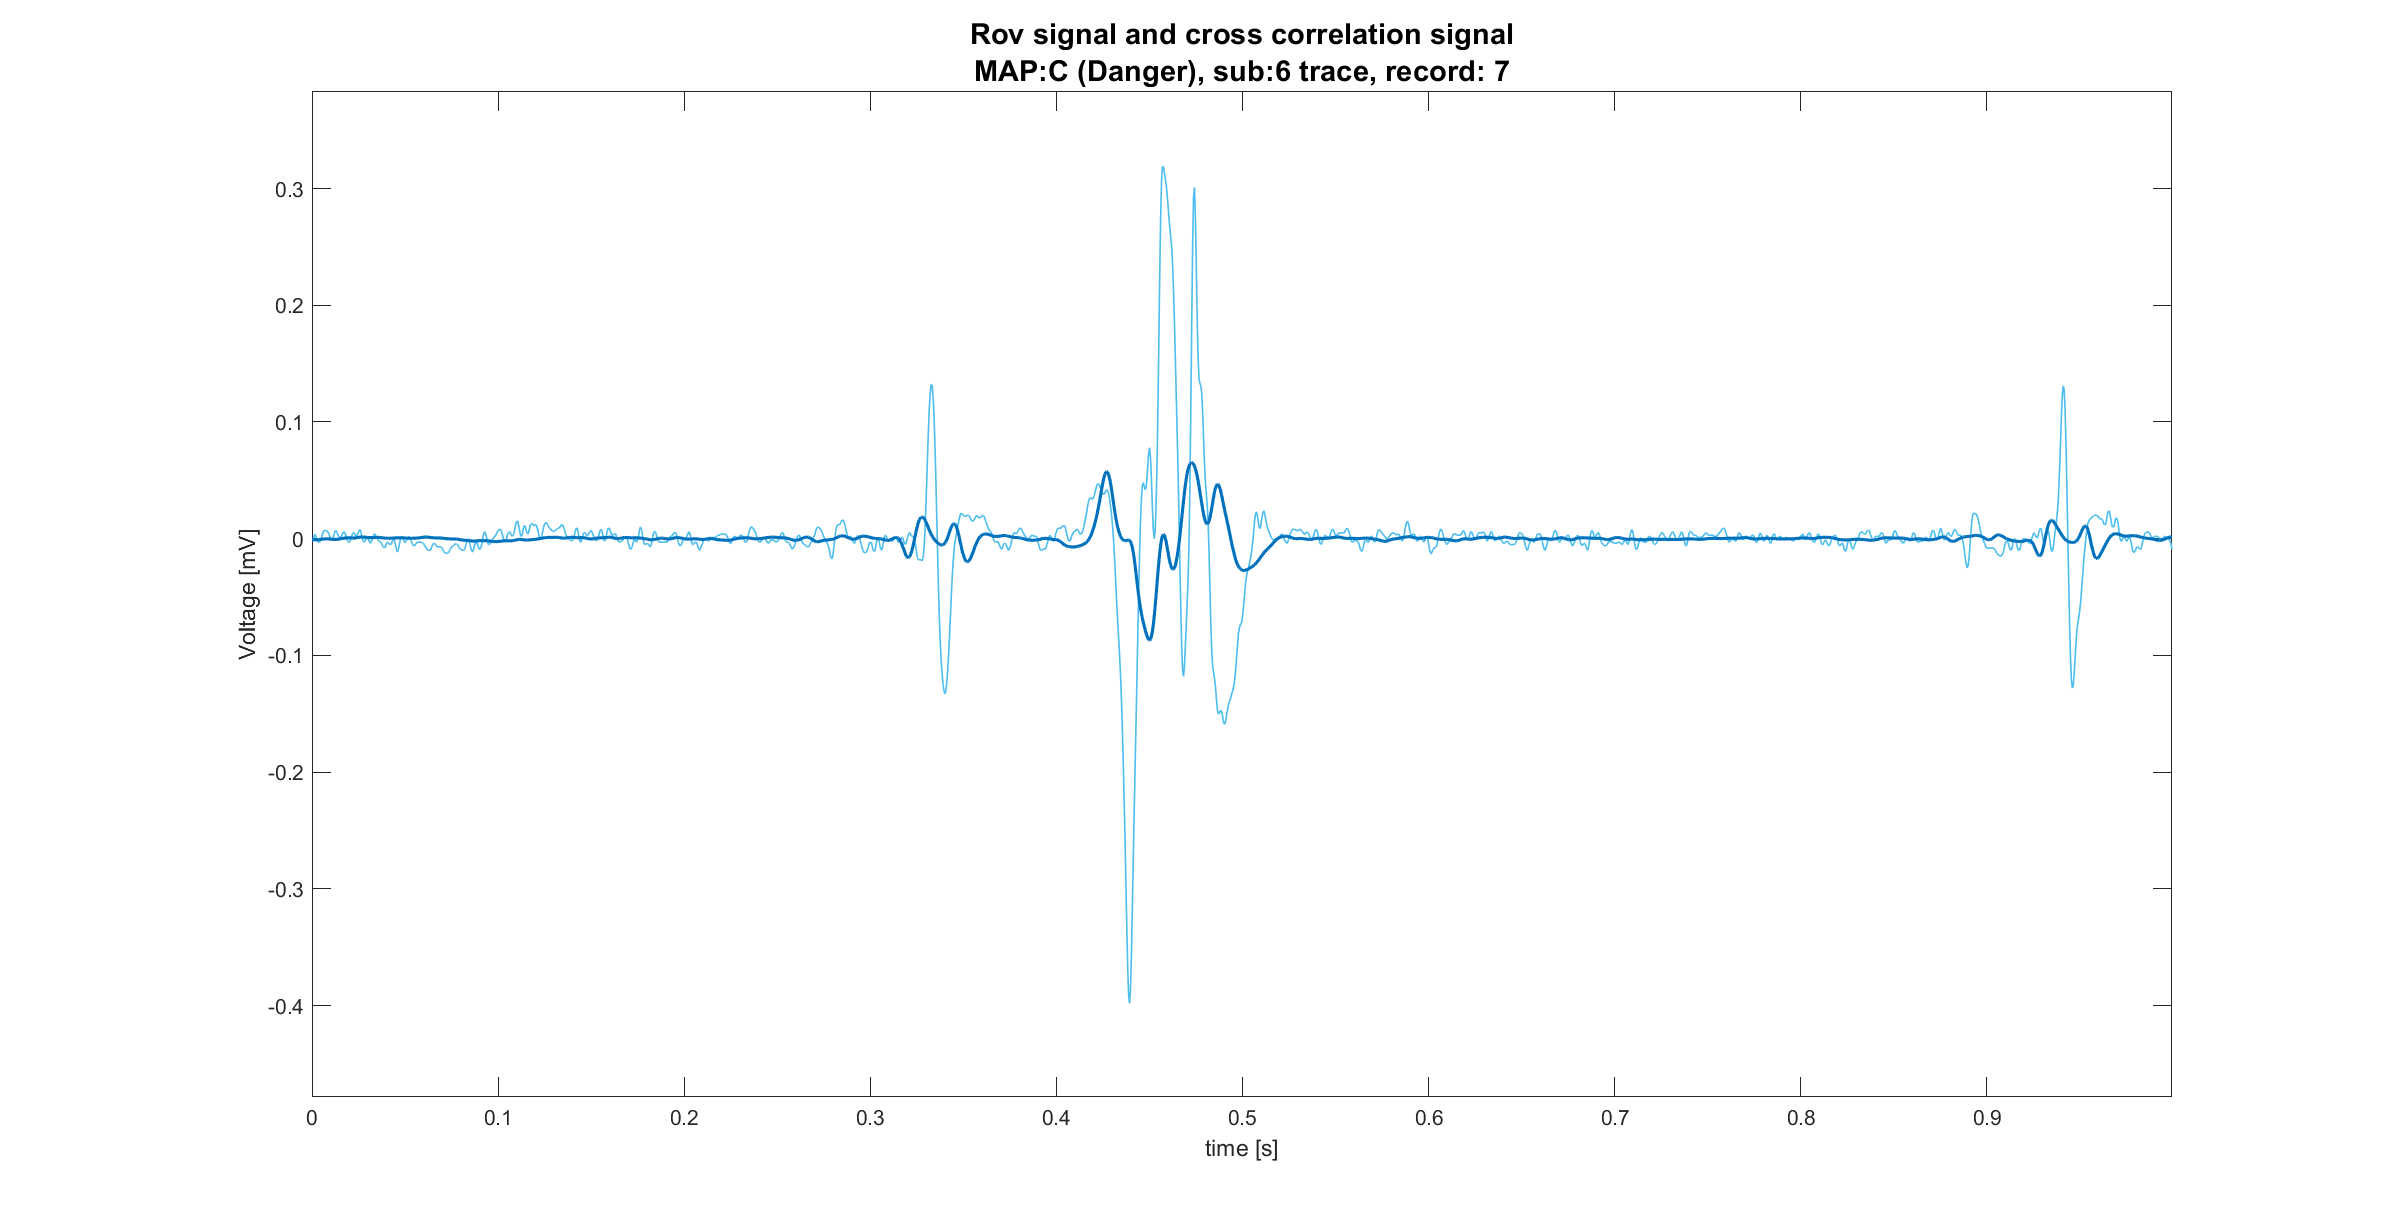 Rov signal and cross correlation signal
MAP:C (Danger), sub:6 trace, record: 7
0.3
0.2
0.1
0
-0.1
-0.2
-0.3
-0.4
Voltage [mV]
0 0.1 0.2 0.3 0.4 0.5 0.6 0.7 0.8 0.9
time [s]